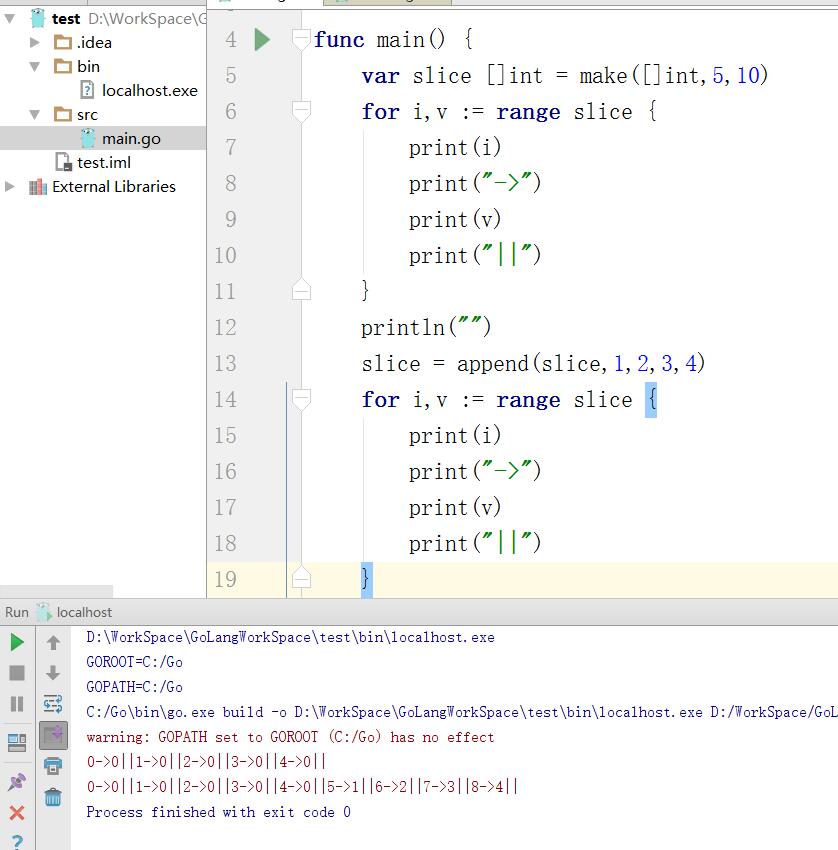 test D:\WorkSpace\G
.idea
bin
localhost.exe
src
main.go
test.iml
External Libraries
4 func main() {
5 var slice []int = make([]int,5,10)
6 for i,v := range slice {
7 print(i)
8 print("->")
9 print(v)
10 print("||")
11 }
12 println("")
13 slice = append(slice,1,2,3,4)
14 for i,v := range slice {
15 print(i)
16 print("->")
17 print(v)
18 print("||")
19 }
Run localhost
D:\WorkSpace\GoLangWorkSpace\test\bin\localhost.exe
GOROOT=C:/Go
GOPATH=C:/Go
C:/Go\bin\go.exe build -o D:\WorkSpace\GoLangWorkSpace\test\bin\localhost.exe D:/WorkSpace/GoL
warning: GOPATH set to GOROOT (C:/Go) has no effect
0->0||1->0||2->0||3->0||4->0||
0->0||1->0||2->0||3->0||4->0||5->1||6->2||7->3||8->4||
Process finished with exit code 0